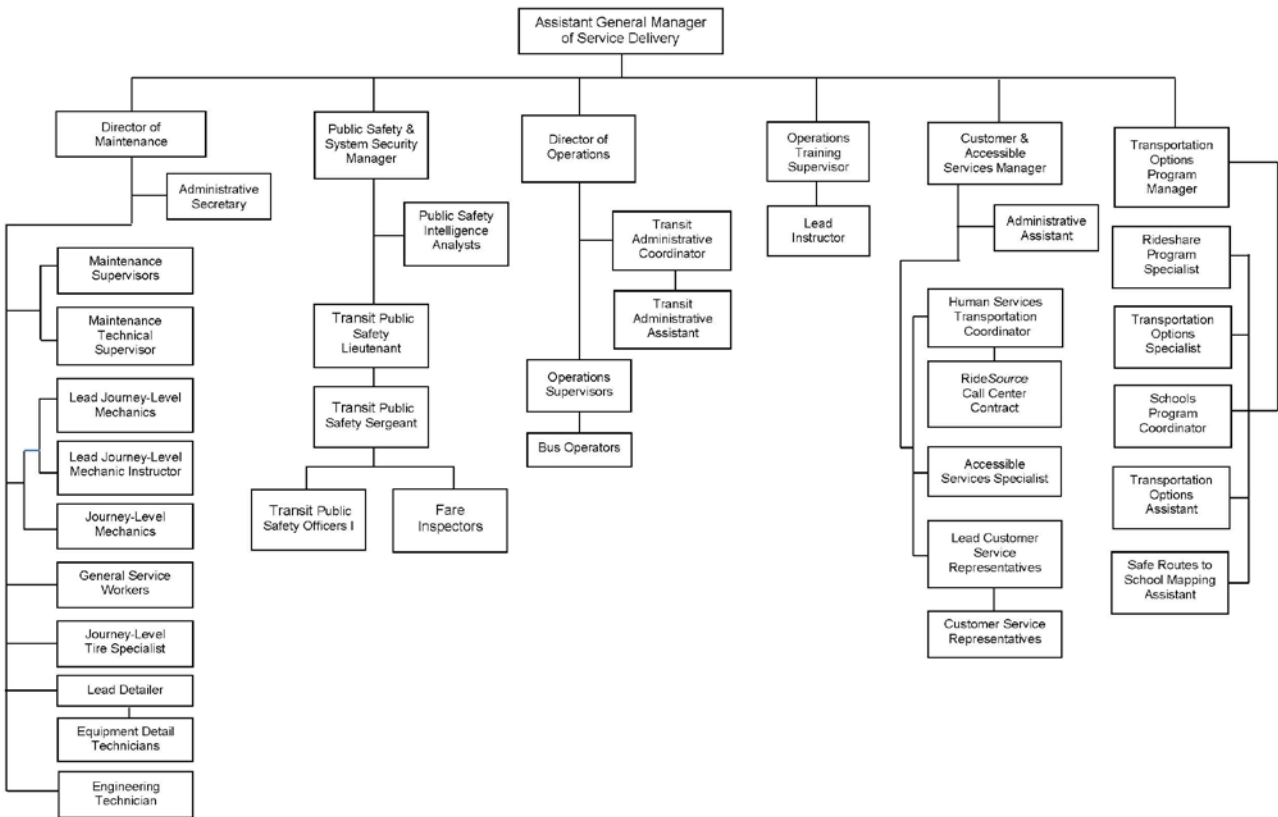 Assistant General Manager
of Service Delivery
Director of
Maintenance
Administrative
Secretary
Maintenance
Supervisors
Maintenance
Technical
Supervisor
Lead Journey-Level
Mechanics
Lead Journey-Level
Mechanic Instructor
Journey-Level
Mechanics
General Service
Workers
Journey-Level
Tire Specialist
Lead Detailer
Equipment Detail
Technicians
Engineering
Technician
Public Safety &
System Security
Manager
Public Safety
Intelligence
Analysts
Transit Public
Safety
Lieutenant
Transit Public
Safety Sergeant
Transit Public
Safety Officers I
Fare
Inspectors
Director of
Operations
Transit
Administrative
Coordinator
Transit
Administrative
Assistant
Operations
Supervisors
Bus Operators
Operations
Training
Supervisor
Lead
Instructor
Customer &
Accessible
Services Manager
Administrative
Assistant
Human Services
Transportation
Coordinator
RideSource
Call Center
Contract
Accessible
Services Specialist
Lead Customer
Service
Representatives
Customer Service
Representatives
Transportation
Options
Program
Manager
Rideshare
Program
Specialist
Transportation
Options
Specialist
Schools
Program
Coordinator
Transportation
Options
Assistant
Safe Routes to
School Mapping
Assistant